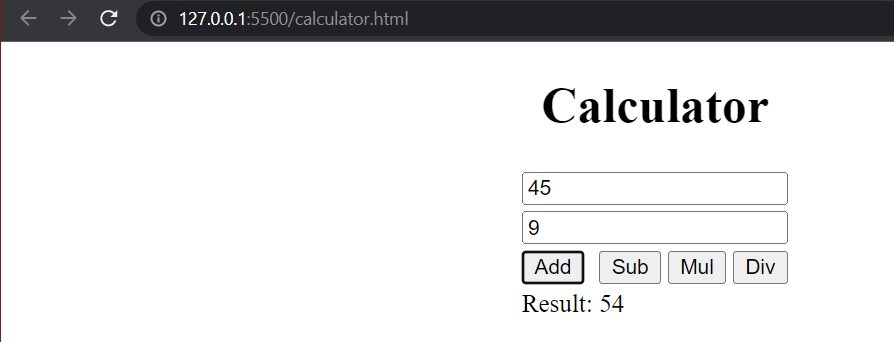 127.0.0.1:5500/calculator.html
Calculator
45
9
Add Sub Mul Div
Result: 54